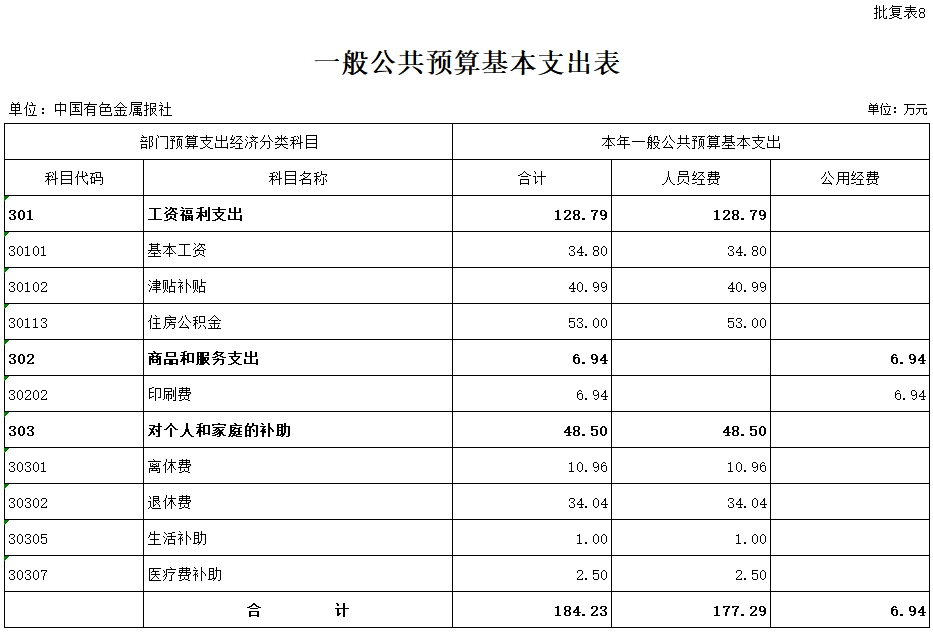 批复表8
一般公共预算基本支出表
单位：中国有色金属报社 单位：万元
部门预算支出经济分类科目 本年一般公共预算基本支出
科目代码 科目名称 合计 人员经费 公用经费
301 工资福利支出 128.79 128.79
30101 基本工资 34.80 34.80
30102 津贴补贴 40.99 40.99
30113 住房公积金 53.00 53.00
302 商品和服务支出 6.94 6.94
30202 印刷费 6.94 6.94
303 对个人和家庭的补助 48.50 48.50
30301 离休费 10.96 10.96
30302 退休费 34.04 34.04
30305 生活补助 1.00 1.00
30307 医疗费补助 2.50 2.50
合 计 184.23 177.29 6.94